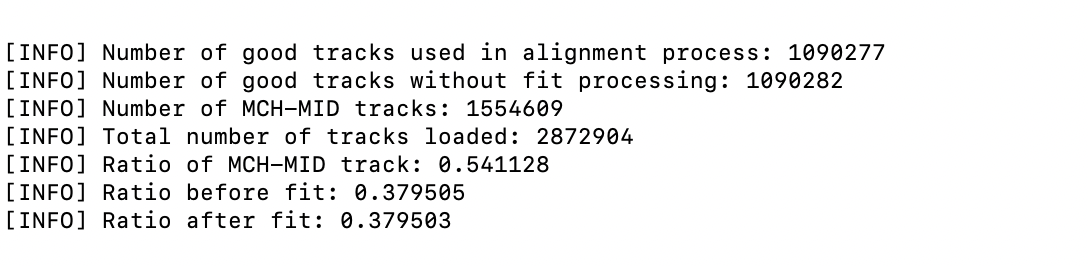 [INFO] Number of good tracks used in alignment process: 1090277
[INFO] Number of good tracks without fit processing: 1090282
[INFO] Number of MCH-MID tracks: 1554609
[INFO] Total number of tracks loaded: 2872904
[INFO] Ratio of MCH-MID track: 0.541128
[INFO] Ratio before fit: 0.379505
[INFO] Ratio after fit: 0.379503